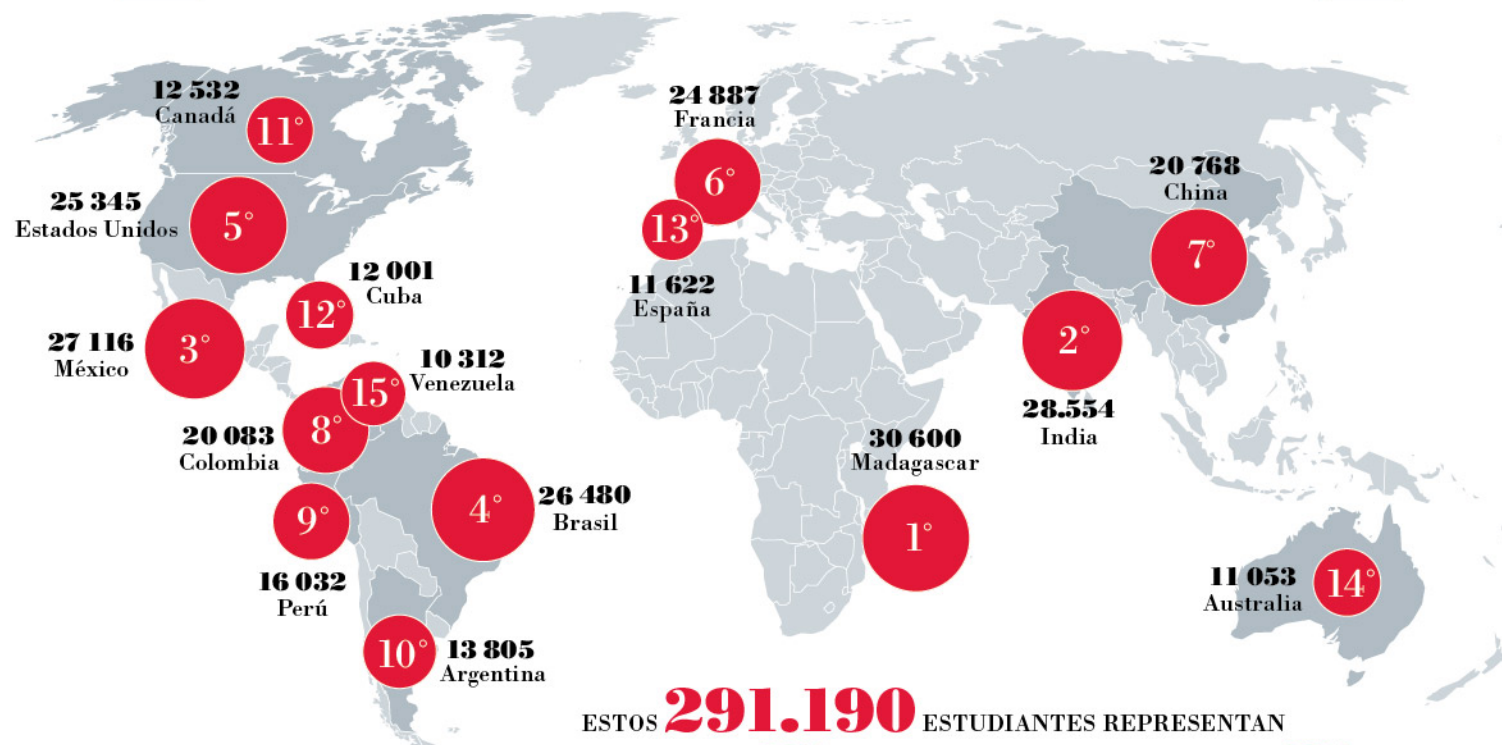 12 532
Canadá
11°
24 887
Francia
6°
20 768
China
7°
25 345
Estados Unidos
5°
13°
11 622
España
12 001
Cuba
12°
27 116
México
3°
2°
28.554
India
10 312
Venezuela
15°
20 083
Colombia
8°
30 600
Madagascar
1°
4°
26 480
Brasil
9°
16 032
Perú
11 053
Australia
14°
10°
13 805
Argentina
ESTOS 291.190 ESTUDIANTES REPRESENTAN